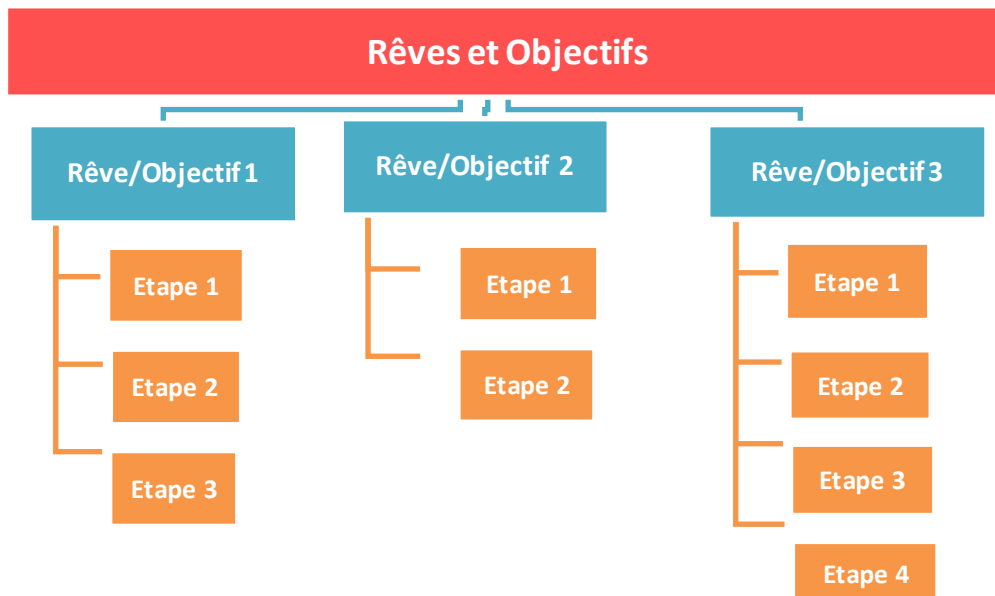 Rêves et Objectifs
Rêve/Objectif 1
Etape 1
Etape 2
Etape 3
Rêve/Objectif 2
Etape 1
Etape 2
Rêve/Objectif 3
Etape 1
Etape 2
Etape 3
Etape 4